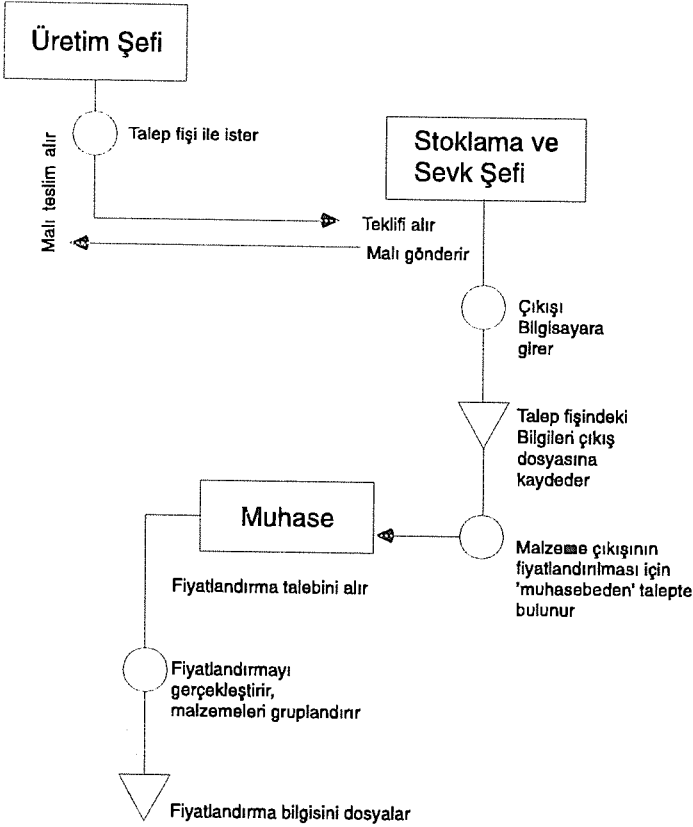 Üretim Şefi
Talep fişi ile ister
Malı teslim alır
Stoklama ve
Sevk Şefi
Teklifi alır
Malı gönderir
Çıkışı
Bilgisayara
girer
Talep fişindeki
Bilgileri çıkış
dosyasına
kaydeder
Muhase
Malzeme çıkışının
fiyatlandırılması için
'muhasebeden' talepte
bulunur
Fiyatlandırma talebini alır
Fiyatlandırmayı
gerçekleştirir,
malzemeleri gruplandırır
Fiyatlandırma bilgisini dosyalar